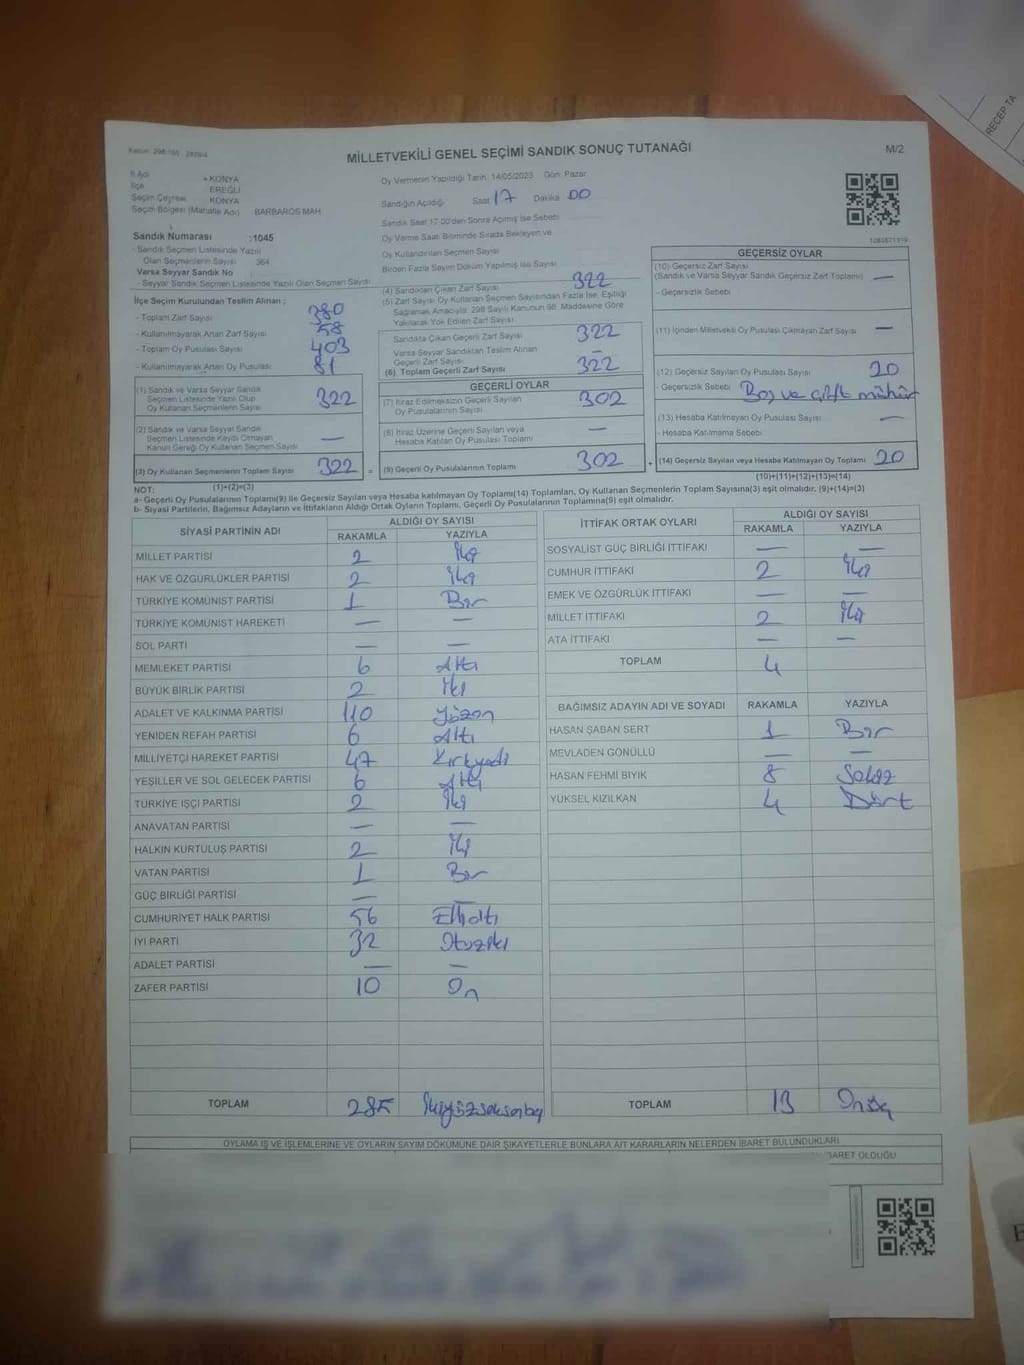 MİLLETVEKİLİ GENEL SEÇİMİ SANDIK SONUÇ TUTANAĞI
M/2
İl Adı : KONYA
İlçe : EREĞLİ
Seçim Çevresi : KONYA
Seçim Bölgesi (Mahalle Adı) BARBAROS MAH
Sandık Numarası :1045
- Sandık Seçmen Listesinde Yazılı
Olan Seçmenlerin Sayısı 364
Varsa Seyyar Sandık No
- Seyyar Sandık Seçmen Listesinde Yazılı Olan Seçmen Sayısı
İlçe Seçim Kurulundan Teslim Alınan ;
- Toplam Zarf Sayısı 380
- Kullanılmayarak Artan Zarf Sayısı 58
- Toplam Oy Pusulası Sayısı 403
- Kullanılmayarak Artan Oy Pusulası 81
(1) Sandık ve Varsa Seyyar Sandık
Seçmen Listesinde Yazılı Olup
Oy Kullanan Seçmenlerin Sayısı 322
(2) Sandık ve Varsa Seyyar Sandık
Seçmen Listesinde Kaydı Olmayan
Kanun Gereği Oy Kullanan Seçmen Sayısı —
(3) Oy Kullanan Seçmenlerin Toplam Sayısı 322 =
(1)+(2)=(3)
Oy Vermenin Yapıldığı Tarih: 14/05/2023 Gün: Pazar
Sandığın Açıldığı Saat 17 Dakika 00
Sandık Saat 17:00'den Sonra Açılmış İse Sebebi
Oy Verme Saati Bitiminde Sırada Bekleyen ve
Oy Kullandırılan Seçmen Sayısı
Birden Fazla Sayım Döküm Yapılmış İse Sayısı
(4) Sandıktan Çıkan Zarf Sayısı 322
(5) Zarf Sayısı Oy Kullanan Seçmen Sayısından Fazla İse, Eşitliği
Sağlamak Amacıyla, 298 Sayılı Kanunun 98. Maddesine Göre
Yakılarak Yok Edilen Zarf Sayısı
Sandıkta Çıkan Geçerli Zarf Sayısı 322
Varsa Seyyar Sandıktan Teslim Alınan
Geçerli Zarf Sayısı —
(6) Toplam Geçerli Zarf Sayısı 322
GEÇERLİ OYLAR
(7) İtiraz Edilmeksizin Geçerli Sayılan
Oy Pusulalarının Sayısı 302
(8) İtiraz Üzerine Geçerli Sayılan veya
Hesaba Katılan Oy Pusulası Toplamı —
(9) Geçerli Oy Pusulalarının Toplamı 302 +
GEÇERSİZ OYLAR
(10) Geçersiz Zarf Sayısı
(Sandık ve Varsa Seyyar Sandık Geçersiz Zarf Toplamı) —
- Geçersizlik Sebebi
(11) İçinden Milletvekili Oy Pusulası Çıkmayan Zarf Sayısı —
(12) Geçersiz Sayılan Oy Pusulası Sayısı 20
- Geçersizlik Sebebi Boş ve çift mühür
(13) Hesaba Katılmayan Oy Pusulası Sayısı —
- Hesaba Katılmama Sebebi
(14) Geçersiz Sayılan veya Hesaba Katılmayan Oy Toplamı 20
(10)+(11)+(12)+(13)=(14)
NOT:
a- Geçerli Oy Pusulaların Toplamı(9) ile Geçersiz Sayılan veya Hesaba katılmayan Oy Toplamı(14) Toplamları, Oy Kullanan Seçmenlerin Toplam Sayısına(3) eşit olmalıdır. (9)+(14)=(3)
b- Siyasi Partilerin, Bağımsız Adayların ve İttifakların Aldığı Ortak Oyların Toplamı, Geçerli Oy Pusulalarının Toplamına(9) eşit olmalıdır.
SİYASİ PARTİNİN ADI ALDIĞI OY SAYISI
RAKAMLA YAZIYLA
MİLLET PARTİSİ 2 İki
HAK VE ÖZGÜRLÜKLER PARTİSİ 2 İki
TÜRKİYE KOMÜNİST PARTİSİ 1 Bir
TÜRKİYE KOMÜNİST HAREKETİ — —
SOL PARTİ — —
MEMLEKET PARTİSİ 6 Altı
BÜYÜK BİRLİK PARTİSİ 2 İki
ADALET VE KALKINMA PARTİSİ 110 Yüzon
YENİDEN REFAH PARTİSİ 6 Altı
MİLLİYETÇİ HAREKET PARTİSİ 47 Kırkyedi
YEŞİLLER VE SOL GELECEK PARTİSİ 6 Altı
TÜRKİYE İŞÇİ PARTİSİ 2 İki
ANAVATAN PARTİSİ — —
HALKIN KURTULUŞ PARTİSİ 2 İki
VATAN PARTİSİ 1 Bir
GÜÇ BİRLİĞİ PARTİSİ — —
CUMHURİYET HALK PARTİSİ 56 Ellialtı
İYİ PARTİ 32 Otuziki
ADALET PARTİSİ — —
ZAFER PARTİSİ 10 On
TOPLAM 285 İkiyüzseksenbeş
İTTİFAK ORTAK OYLARI ALDIĞI OY SAYISI
RAKAMLA YAZIYLA
SOSYALİST GÜÇ BİRLİĞİ İTTİFAKI — —
CUMHUR İTTİFAKI 2 İki
EMEK VE ÖZGÜRLÜK İTTİFAKI — —
MİLLET İTTİFAKI 2 İki
ATA İTTİFAKI — —
TOPLAM 4
BAĞIMSIZ ADAYIN ADI VE SOYADI RAKAMLA YAZIYLA
HASAN ŞABAN SERT 1 Bir
MEVLADEN GÖNÜLLÜ — —
HASAN FEHMİ BIYIK 8 Sekiz
YÜKSEL KIZILKAN 4 Dört
TOPLAM 13 Onüç
OYLAMA İŞ VE İŞLEMLERİNE VE OYLARIN SAYIM DÖKÜMÜNE DAİR ŞİKAYETLERLE BUNLARA AİT KARARLARIN NELERDEN İBARET BULUNDUKLARI
BARET OLDUĞU
RECEP TA